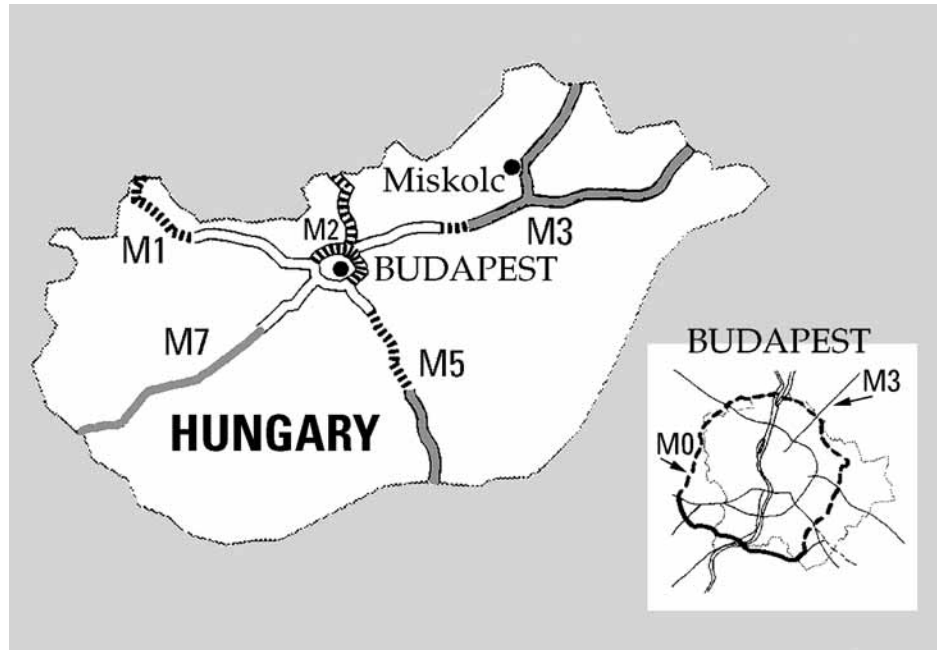 Miskolc
M1
M2
M3
BUDAPEST
M7
M5
HUNGARY
BUDAPEST
M3
M0